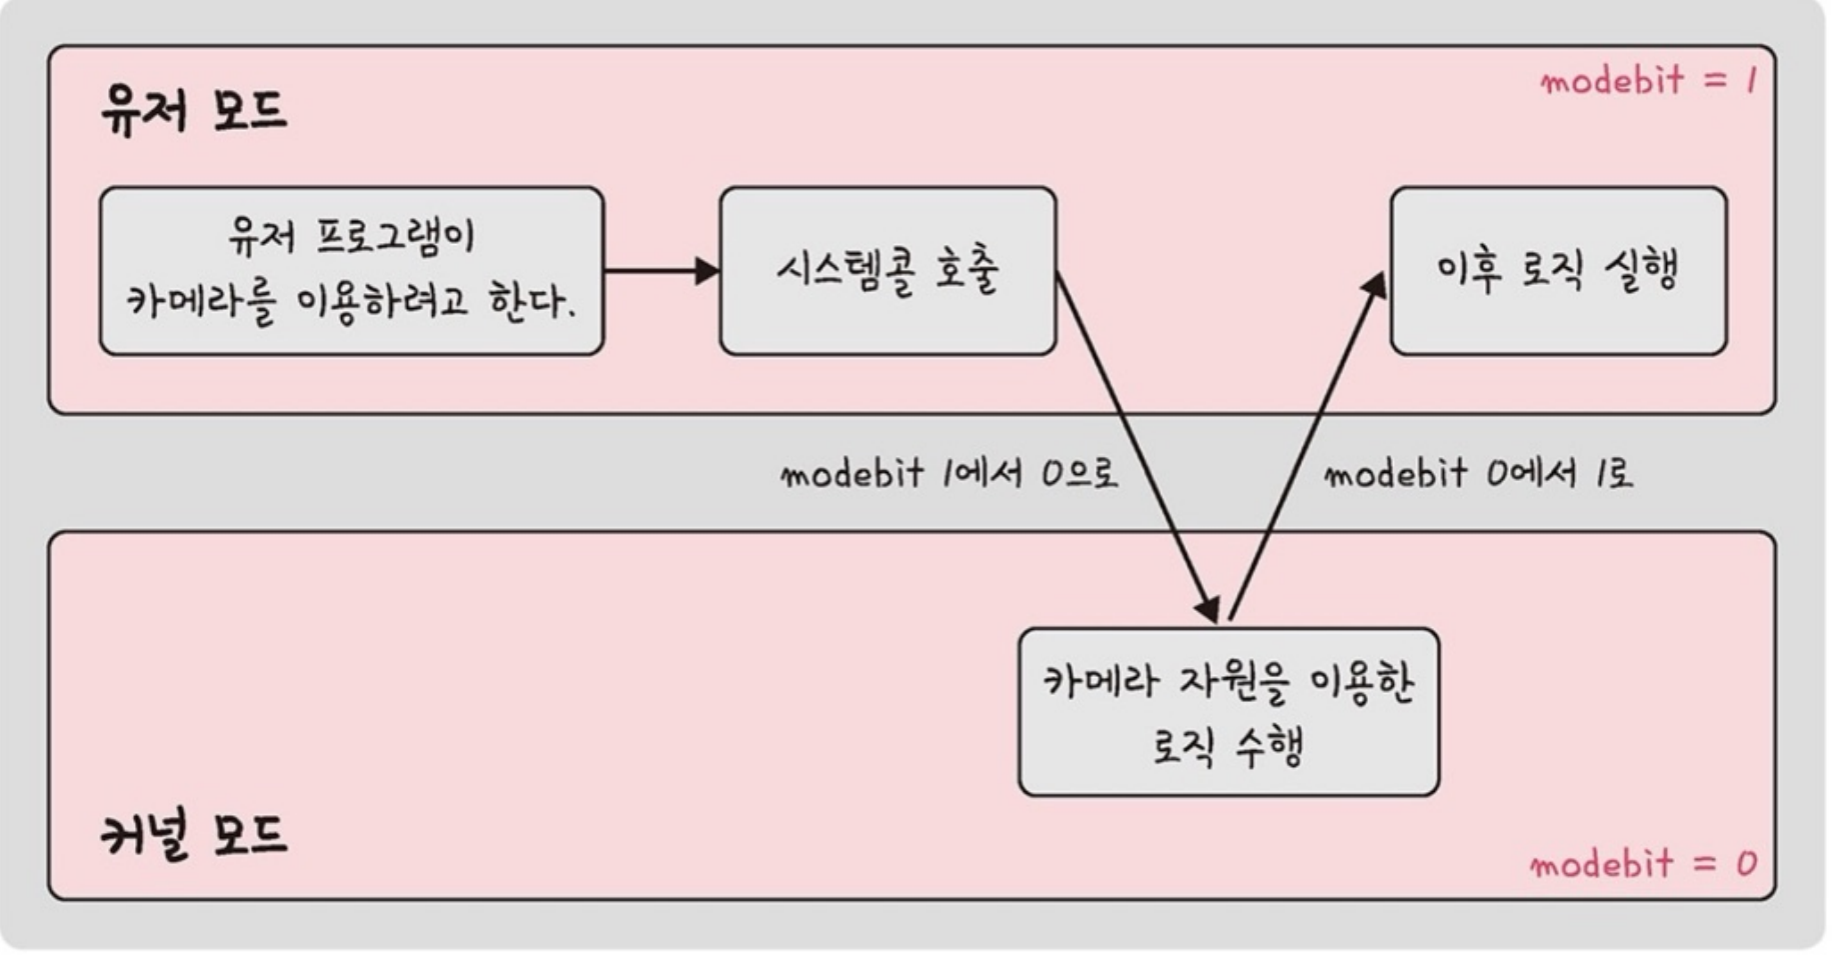 유저 모드
modebit = 1
유저 프로그램이
카메라를 이용하려고 한다.
시스템콜 호출
이후 로직 실행
modebit 1에서 0으로
modebit 0에서 1로
카메라 자원을 이용한
로직 수행
커널 모드
modebit = 0